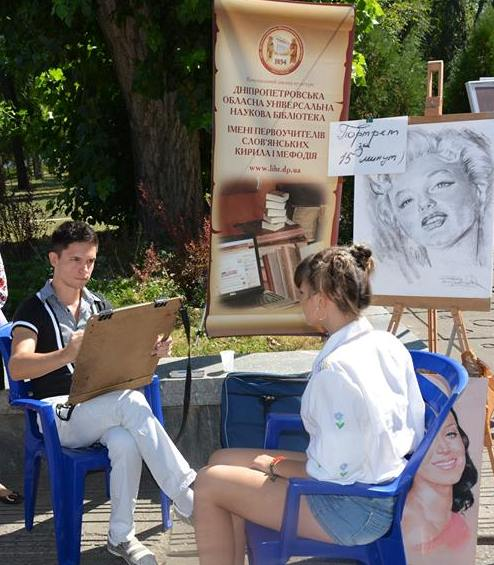 1834
ДНІПРОПЕТРОВСЬКА
ОБЛАСНА УНІВЕРСАЛЬНА
НАУКОВА БІБЛІОТЕКА
ІМЕНІ ПЕРВОУЧИТЕЛІВ
СЛОВ'ЯНСЬКИХ
КИРИЛА І МЕФОДІЯ
www.libr.dp.ua
Портрет
за
15 минут